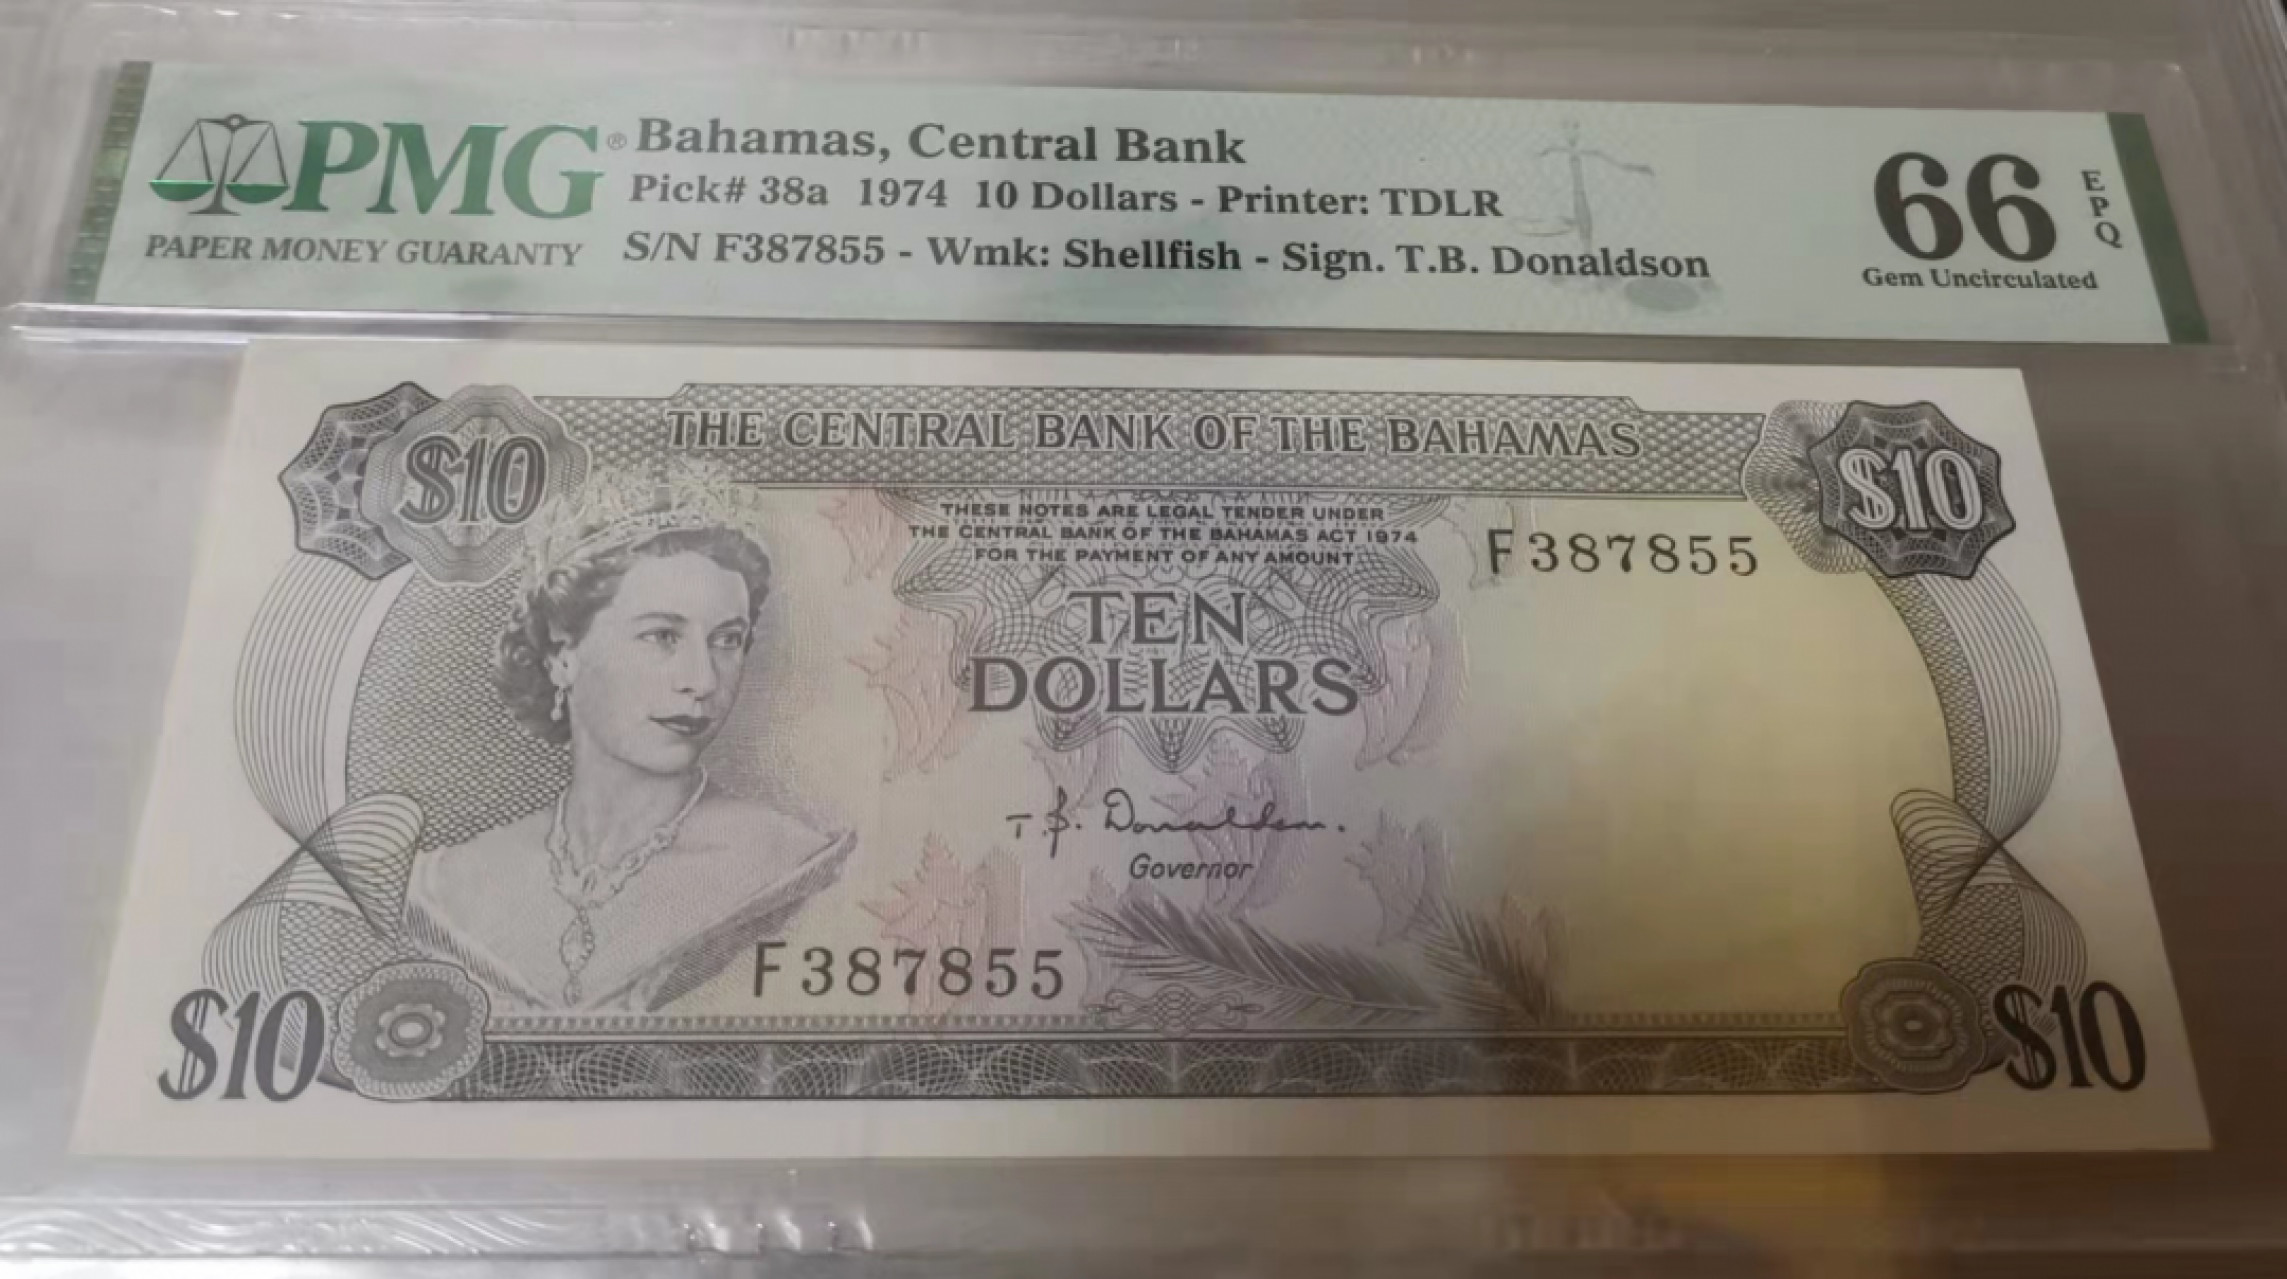 PMG®
PAPER MONEY GUARANTY
Bahamas, Central Bank
Pick# 38a 1974 10 Dollars - Printer: TDLR
S/N F387855 - Wmk: Shellfish - Sign. T.B. Donaldson
66
EPQ
Gem Uncirculated
$10
THE CENTRAL BANK OF THE BAHAMAS
$10
THESE NOTES ARE LEGAL TENDER UNDER
THE CENTRAL BANK OF THE BAHAMAS ACT 1974
FOR THE PAYMENT OF ANY AMOUNT
F387855
TEN
DOLLARS
T.B. Donaldson.
Governor
F387855
$10
$10